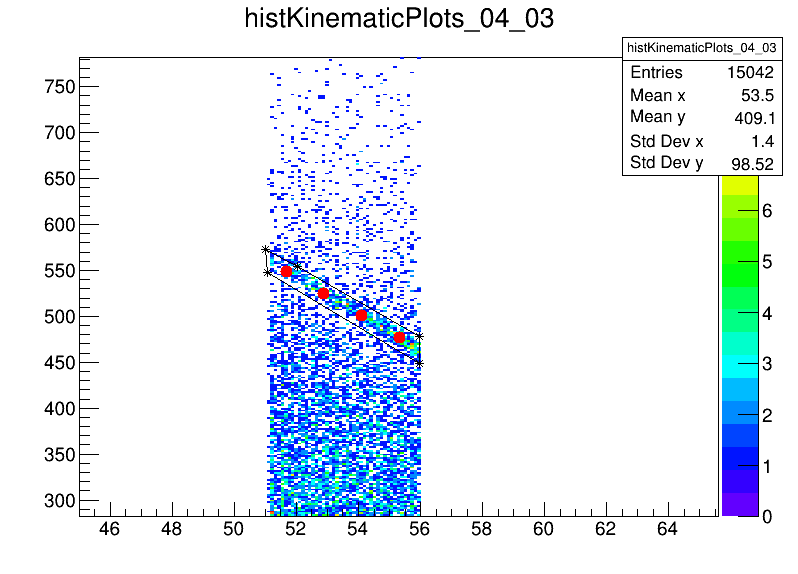 histKinematicPlots_04_03
histKinematicPlots_04_03
Entries 15042
Mean x 53.5
Mean y 409.1
Std Dev x 1.4
Std Dev y 98.52
750
700
650
600
550
500
450
400
350
300
46 48 50 52 54 56 58 60 62 64
6
5
4
3
2
1
0